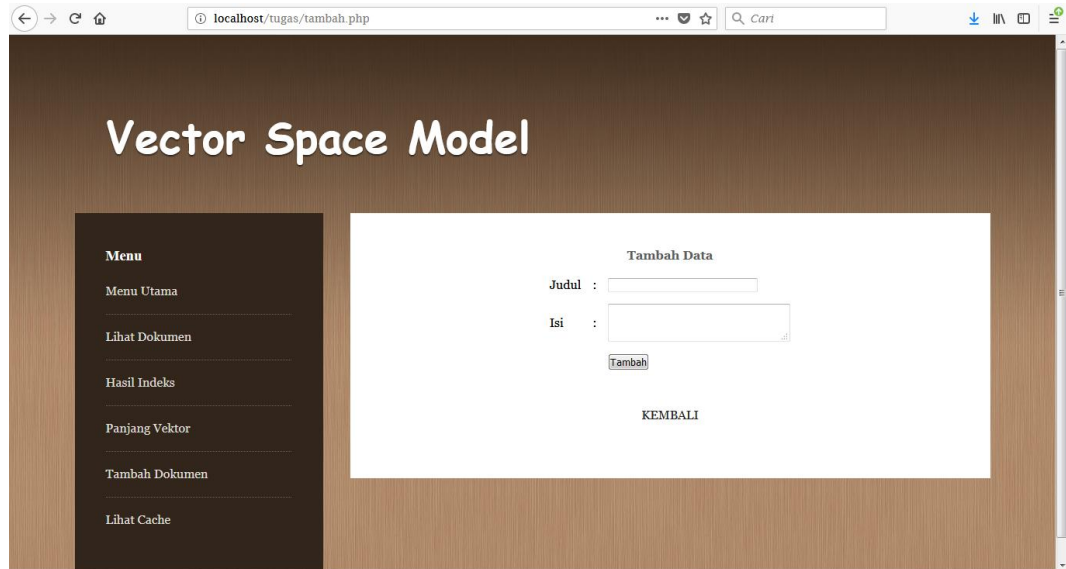 localhost/tugas/tambah.php
Cari
Vector Space Model
Menu
Menu Utama
Lihat Dokumen
Hasil Indeks
Panjang Vektor
Tambah Dokumen
Lihat Cache
Tambah Data
Judul :
Isi :
Tambah
KEMBALI